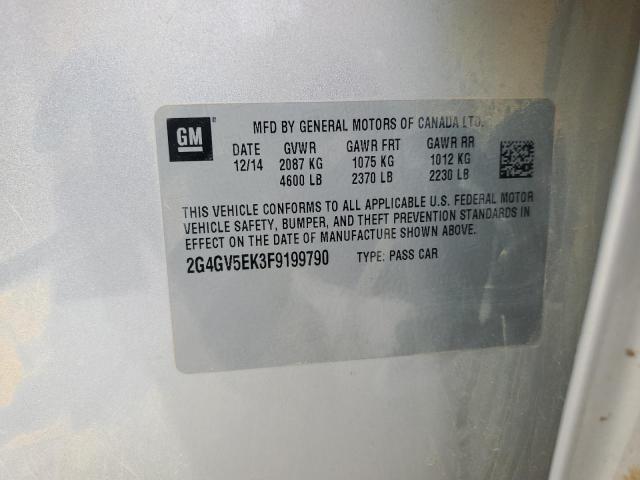 GM
MFD BY GENERAL MOTORS OF CANADA LTD.
DATE GVWR GAWR FRT GAWR RR
12/14 2087 KG 1075 KG 1012 KG
4600 LB 2370 LB 2230 LB
THIS VEHICLE CONFORMS TO ALL APPLICABLE U.S. FEDERAL MOTOR
VEHICLE SAFETY, BUMPER, AND THEFT PREVENTION STANDARDS IN
EFFECT ON THE DATE OF MANUFACTURE SHOWN ABOVE.
2G4GV5EK3F9199790 TYPE: PASS CAR